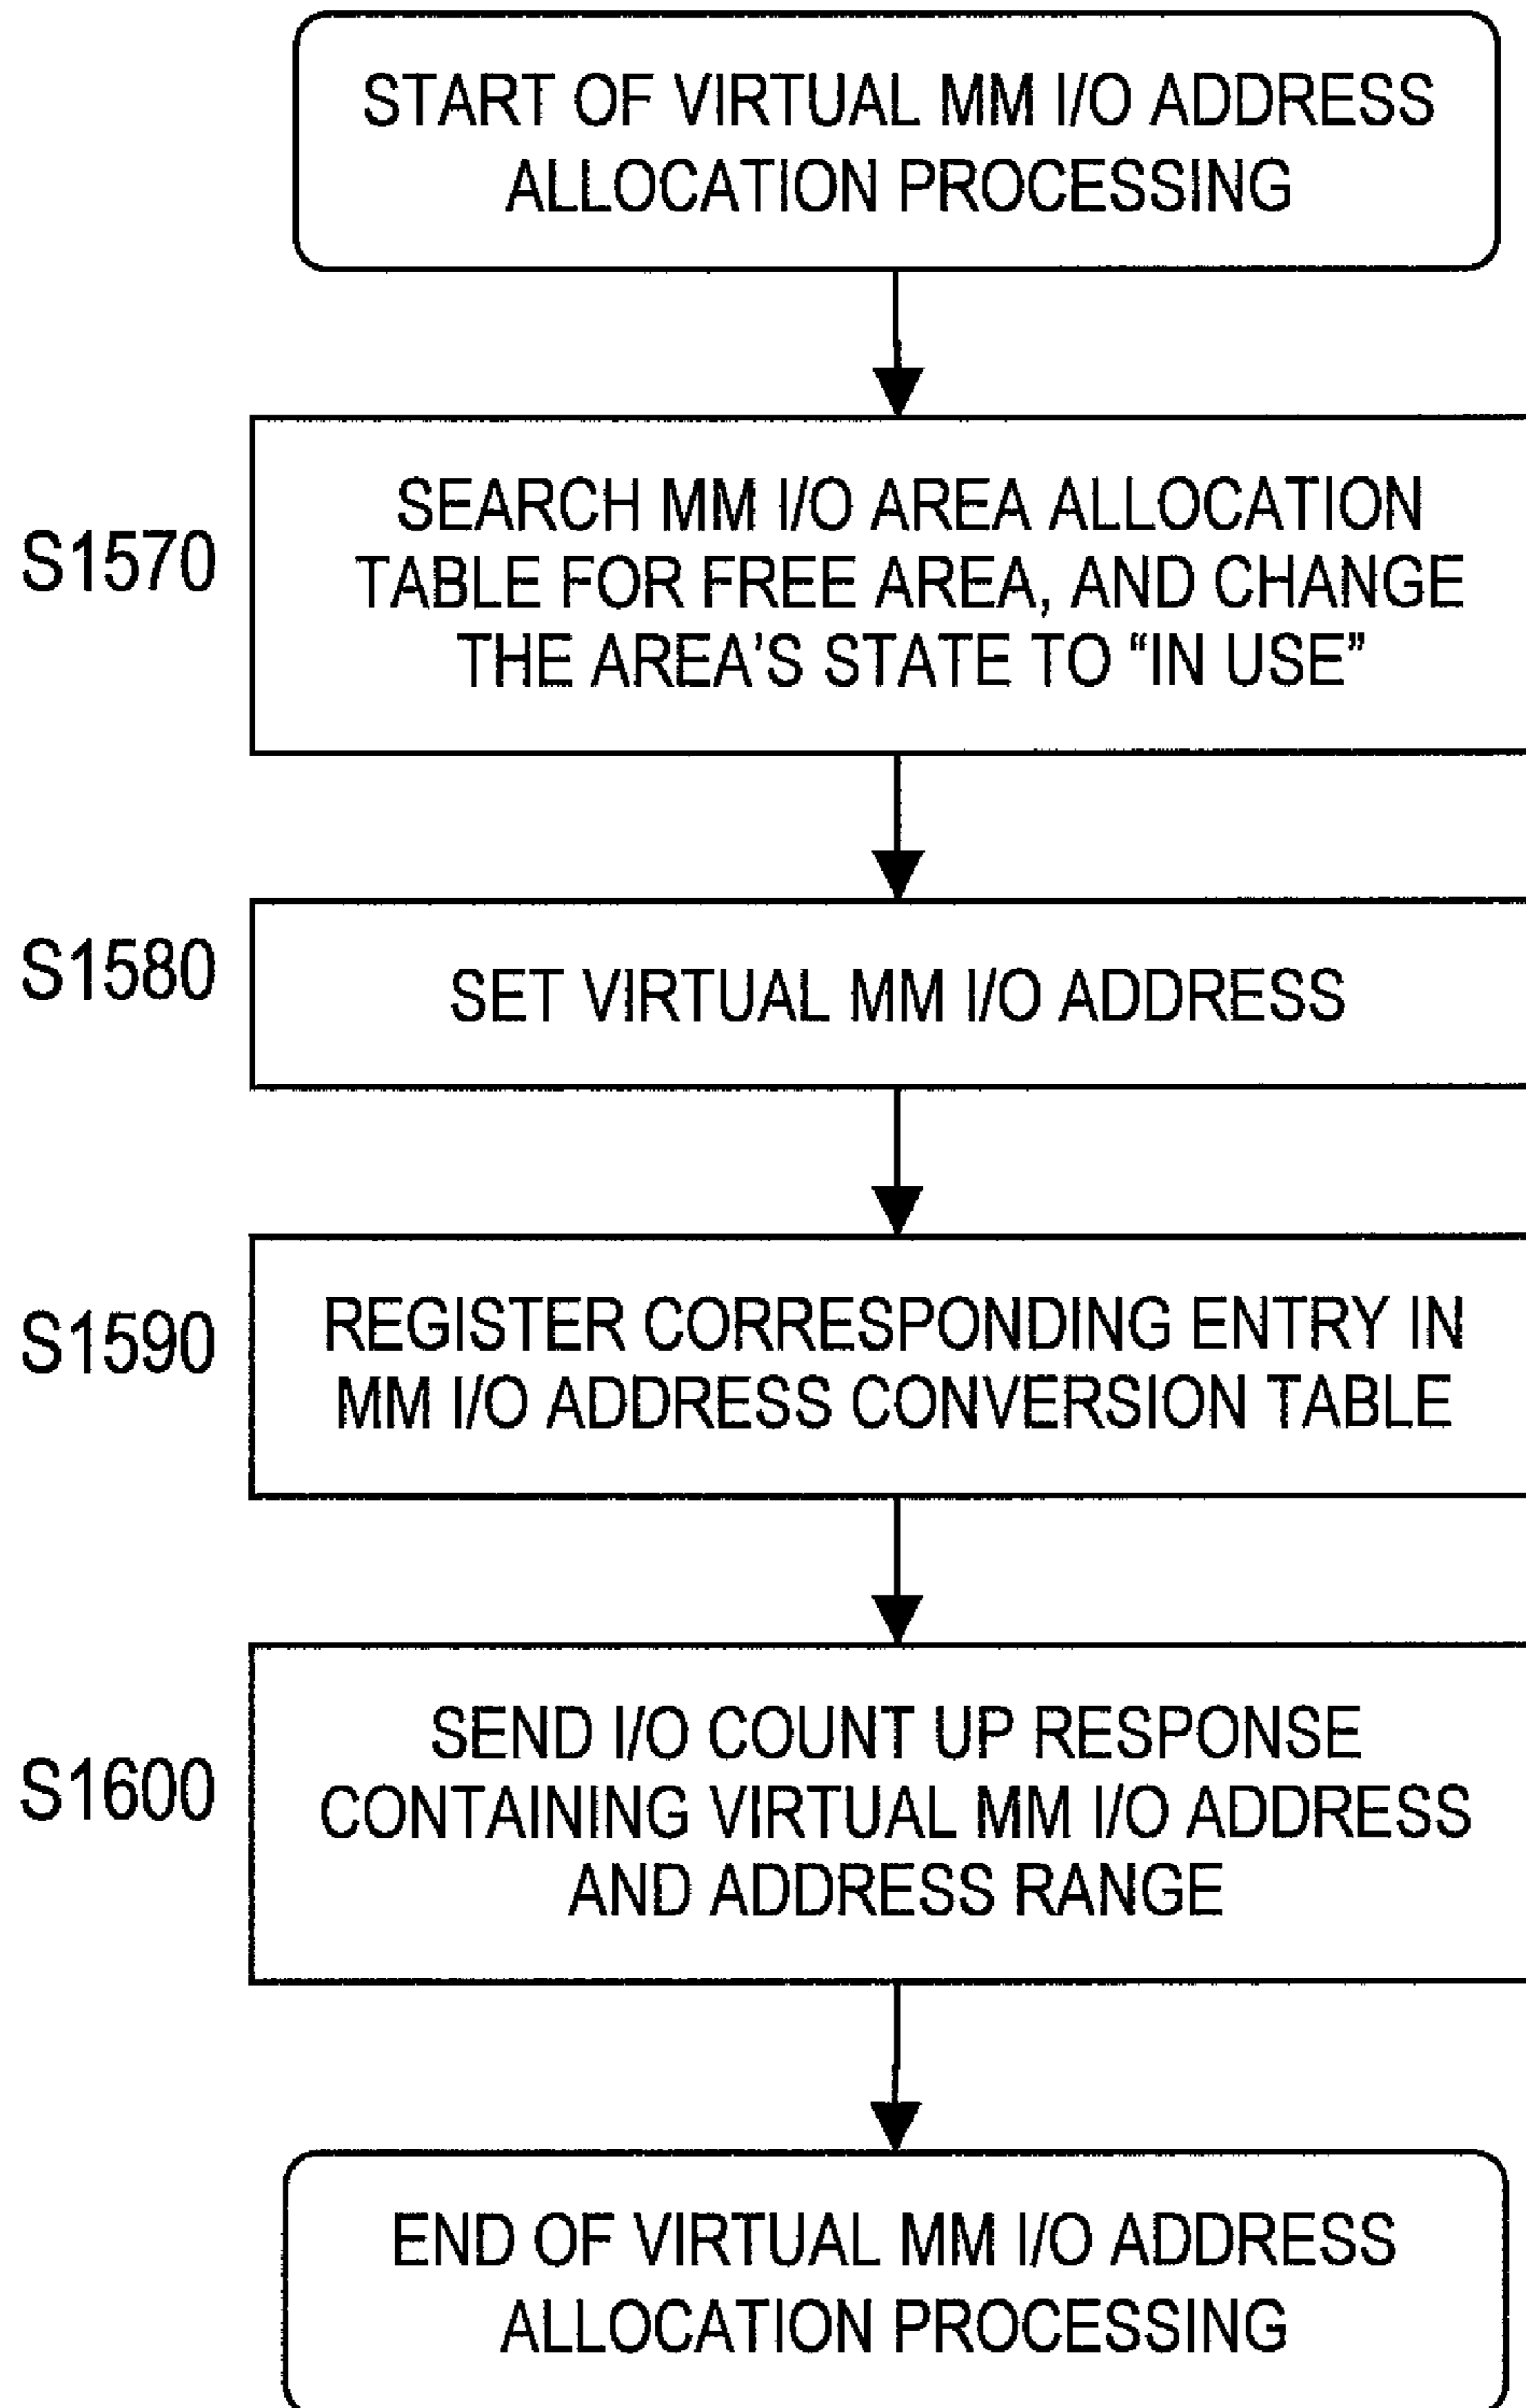 START OF VIRTUAL MM I/O ADDRESS
ALLOCATION PROCESSING
S1570
SEARCH MM I/O AREA ALLOCATION
TABLE FOR FREE AREA, AND CHANGE
THE AREA'S STATE TO “IN USE”
S1580
SET VIRTUAL MM I/O ADDRESS
S1590
REGISTER CORRESPONDING ENTRY IN
MM I/O ADDRESS CONVERSION TABLE
S1600
SEND I/O COUNT UP RESPONSE
CONTAINING VIRTUAL MM I/O ADDRESS
AND ADDRESS RANGE
END OF VIRTUAL MM I/O ADDRESS
ALLOCATION PROCESSING